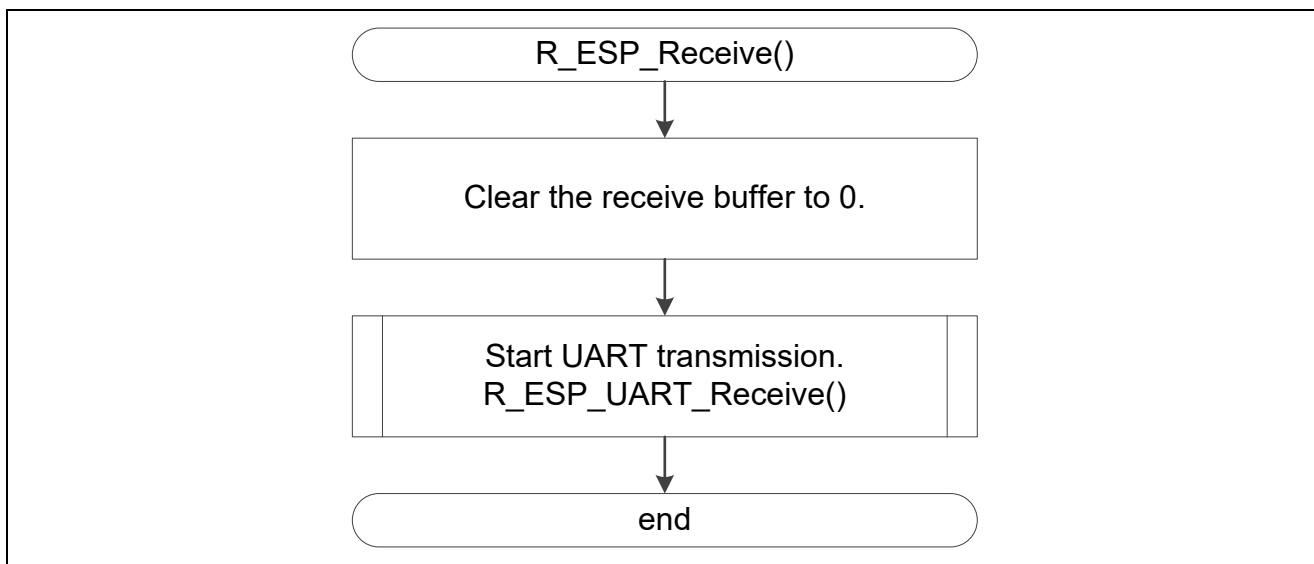 R_ESP_Receive()
Clear the receive buffer to 0.
Start UART transmission.
R_ESP_UART_Receive()
end